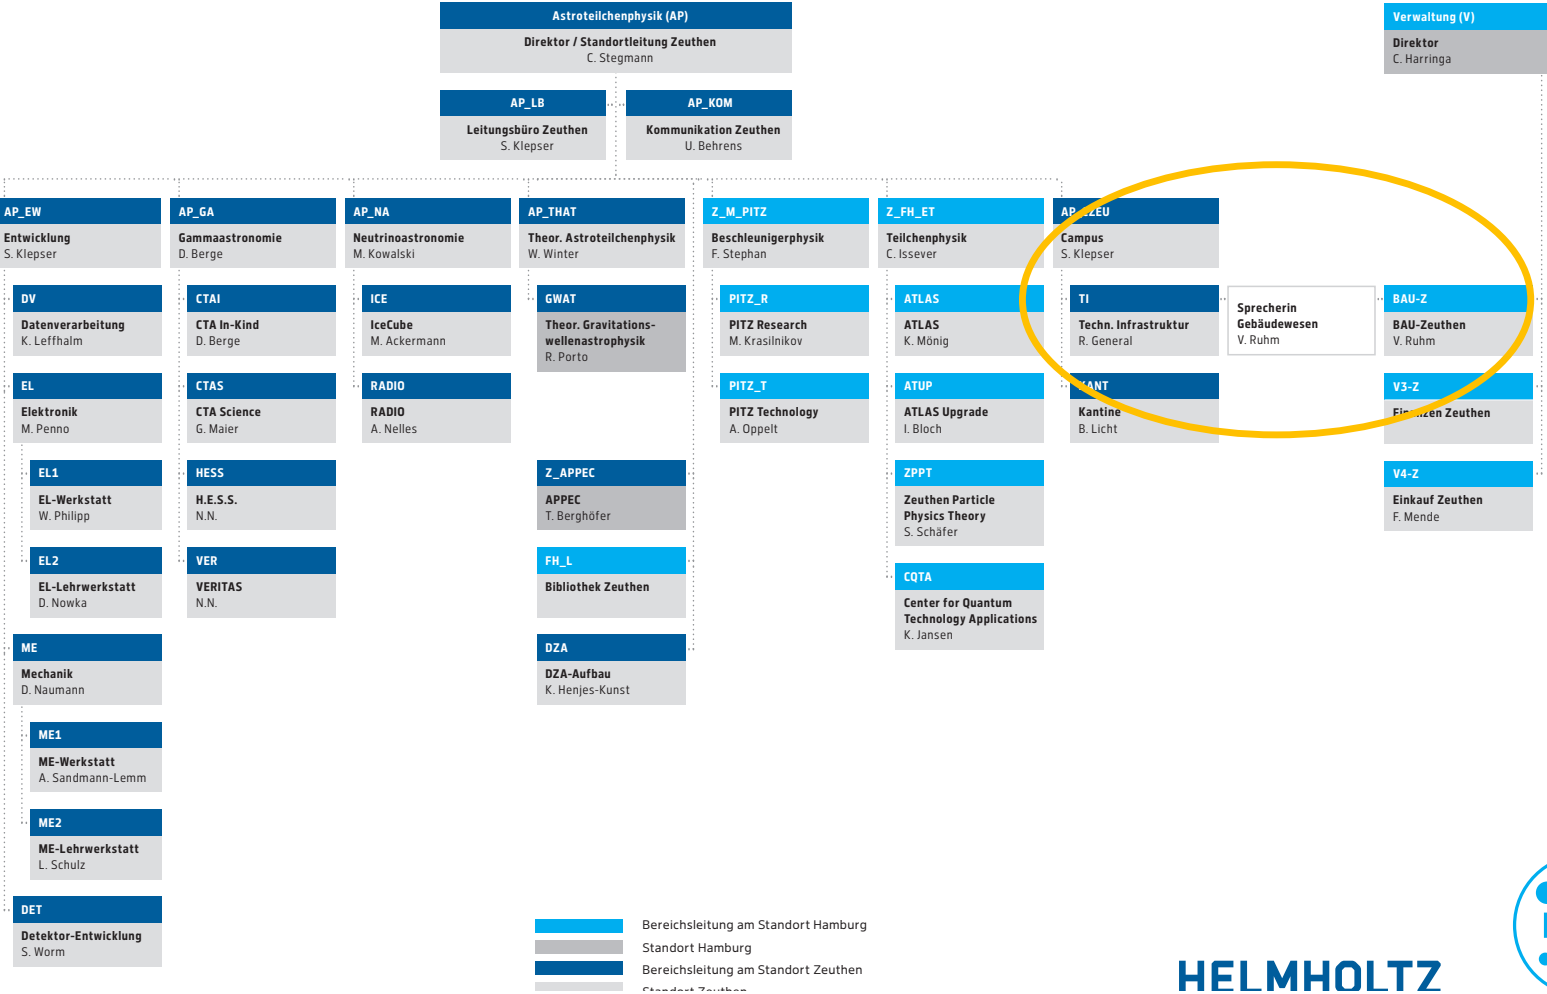 Astroteilchenphysik (AP)
Direktor / Standortleitung Zeuthen
C. Stegmann
Verwaltung (V)
Direktor
C. Harringa
AP_LB
Leitungsbüro Zeuthen
S. Klepser
AP_KOM
Kommunikation Zeuthen
U. Behrens
AP_EW
Entwicklung
S. Klepser
DV
Datenverarbeitung
K. Leffhalm
EL
Elektronik
M. Penno
EL1
EL-Werkstatt
W. Philipp
EL2
EL-Lehrwerkstatt
D. Nowka
ME
Mechanik
D. Naumann
ME1
ME-Werkstatt
A. Sandmann-Lemm
ME2
ME-Lehrwerkstatt
L. Schulz
DET
Detektor-Entwicklung
S. Worm
AP_GA
Gammaastronomie
D. Berge
CTAI
CTA In-Kind
D. Berge
CTAS
CTA Science
G. Maier
HESS
H.E.S.S.
N.N.
VER
VERITAS
N.N.
AP_NA
Neutrinoastronomie
M. Kowalski
ICE
IceCube
M. Ackermann
RADIO
RADIO
A. Nelles
AP_THAT
Theor. Astroteilchenphysik
W. Winter
GWAT
Theor. Gravitations-
wellenastrophysik
R. Porto
Z_APPEC
APPEC
T. Berghöfer
FH_L
Bibliothek Zeuthen
DZA
DZA-Aufbau
K. Henjes-Kunst
Z_M_PITZ
Beschleunigerphysik
F. Stephan
PITZ_R
PITZ Research
M. Krasilnikov
PITZ_T
PITZ Technology
A. Oppelt
Z_FH_ET
Teilchenphysik
C. Issever
ATLAS
ATLAS
K. Mönig
ATUP
ATLAS Upgrade
I. Bloch
ZPPT
Zeuthen Particle
Physics Theory
S. Schäfer
CQTA
Center for Quantum
Technology Applications
K. Jansen
Campus
S. Klepser
TI
Techn. Infrastruktur
R. General
KANT
Kantine
B. Licht
Sprecherin
Gebäudewesen
V. Ruhm
BAU-Z
BAU-Zeuthen
V. Ruhm
V3-Z
Finanzen Zeuthen
V4-Z
Einkauf Zeuthen
F. Mende
Bereichsleitung am Standort Hamburg
Standort Hamburg
Bereichsleitung am Standort Zeuthen
Standort Zeuthen
HELMHOLTZ